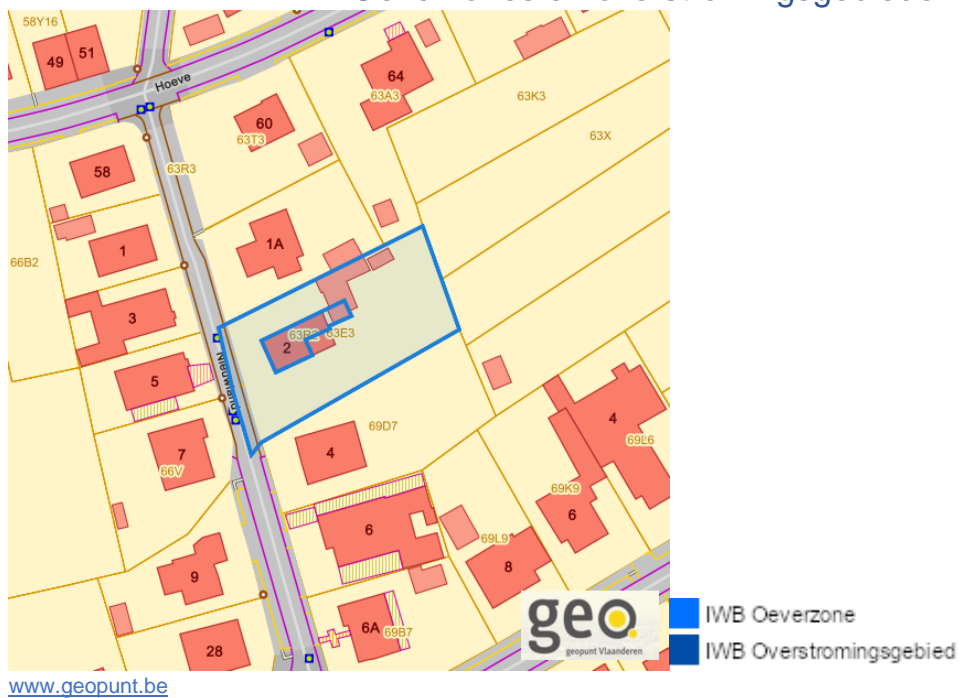 58Y16
49
51
Hoeve
64
63A3
63K3
60
63T3
63X
58
63R3
1
1A
66B2
3
63E3
2
5
69D7
4
4
7
66V
69L6
69K9
6
6
69L9
8
9
6A
69B7
28
geo
geopunt Vlaanderen
IWB Oeverzone
IWB Overstromingsgebied
www.geopunt.be